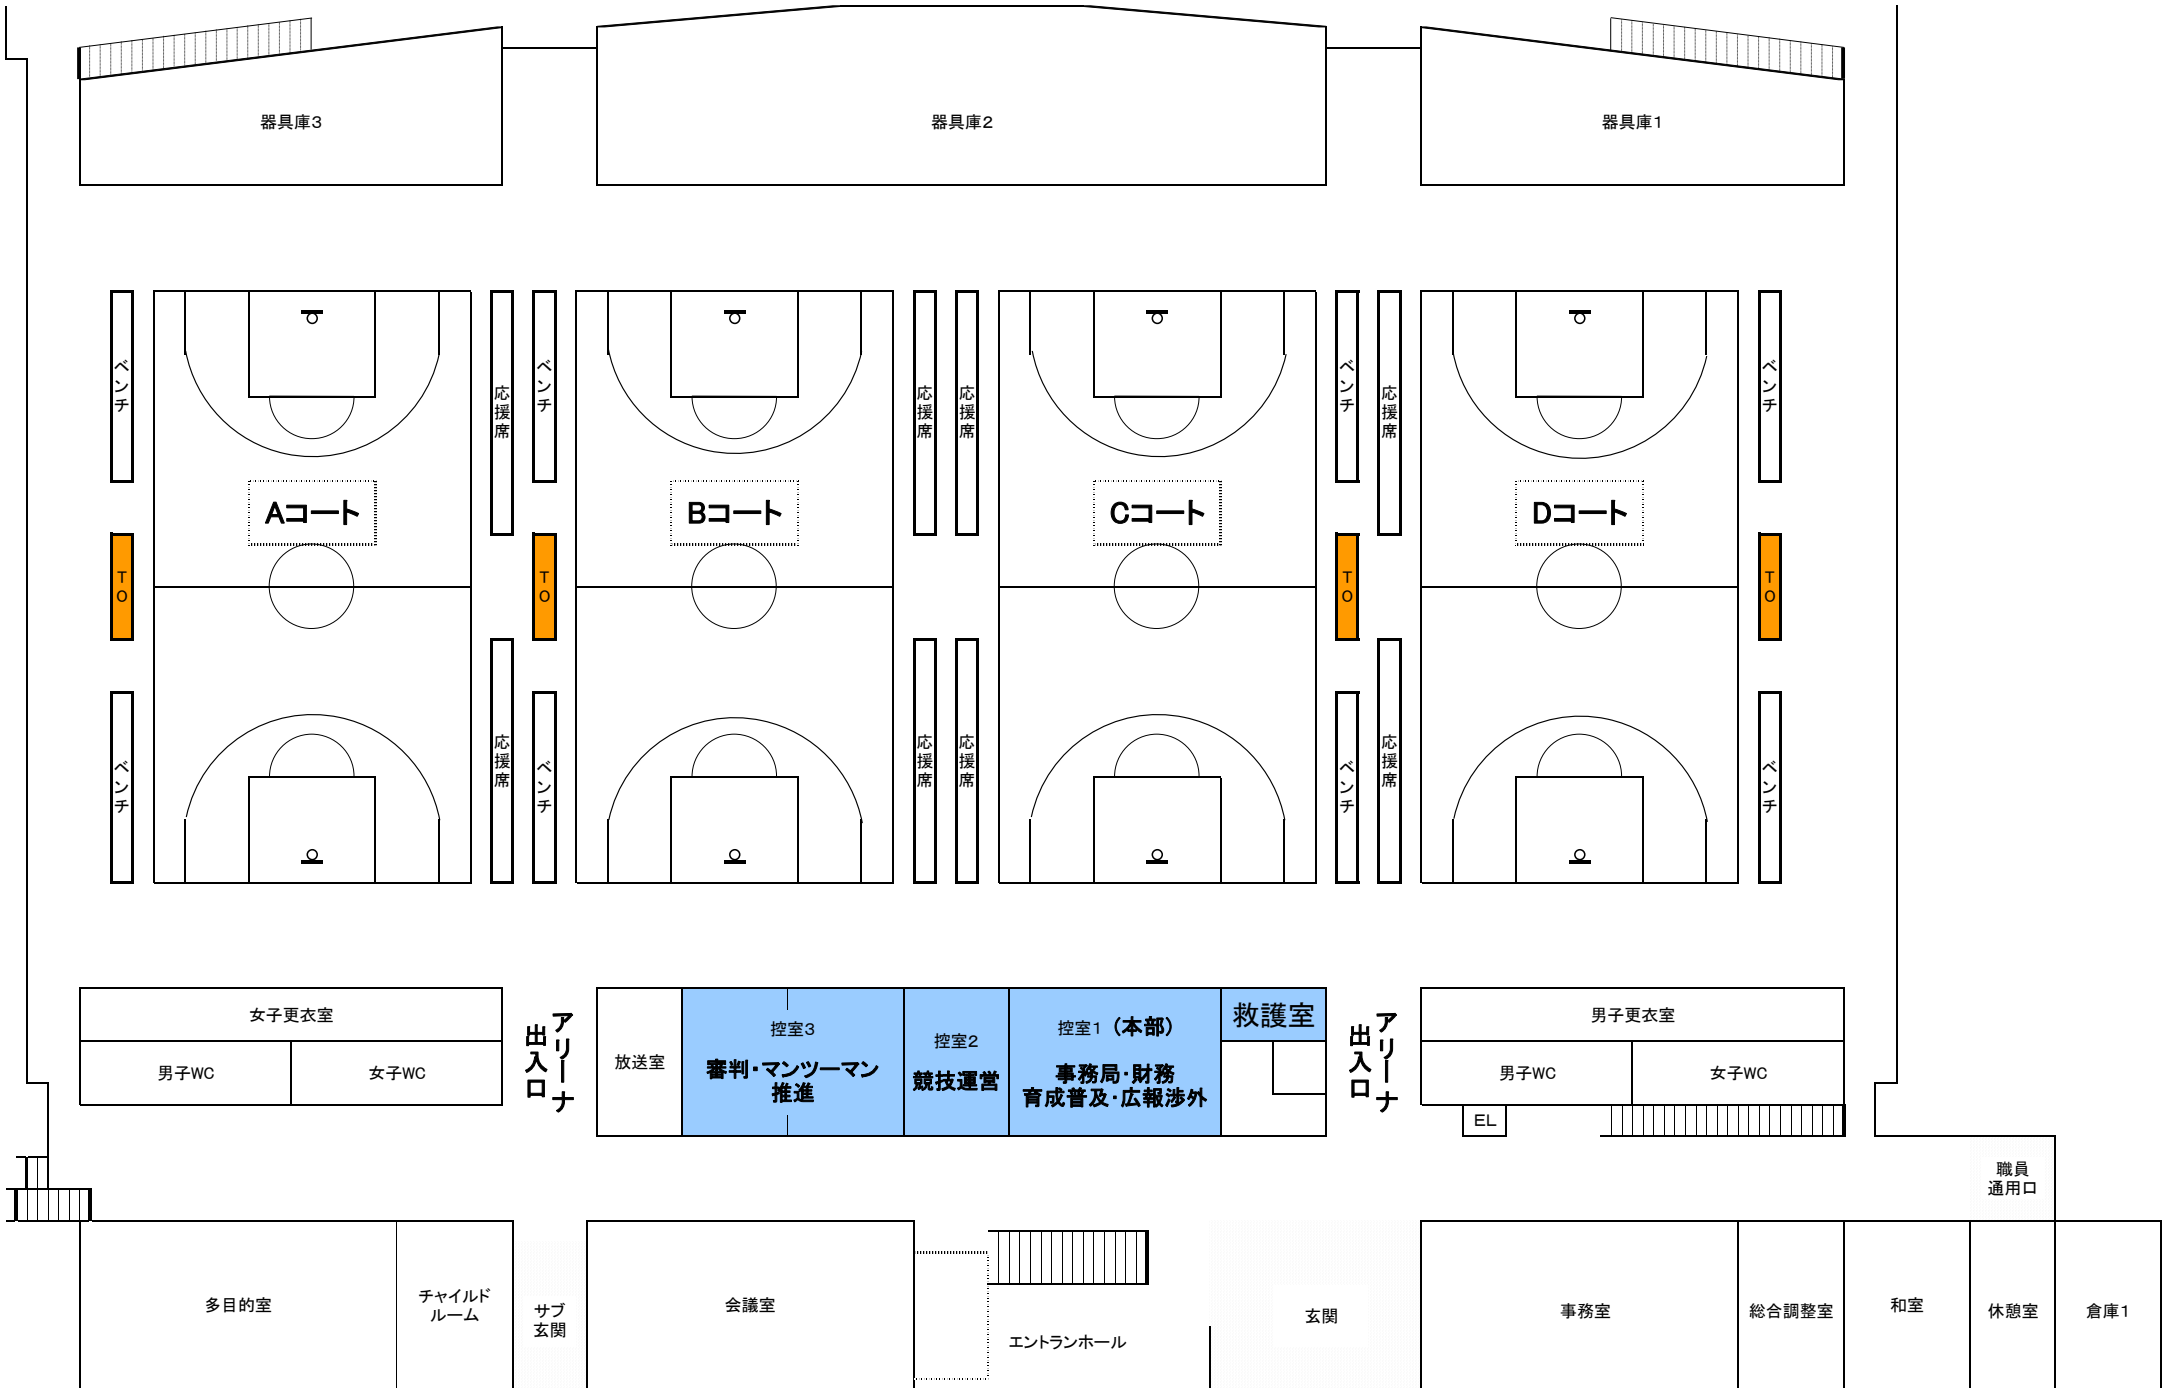 器具庫3
器具庫2
器具庫1
ベンチ
応援席
ベンチ
応援席
応援席
ベンチ
応援席
ベンチ
Aコート
Bコート
Cコート
Dコート
TO
TO
TO
TO
ベンチ
応援席
ベンチ
応援席
応援席
ベンチ
応援席
ベンチ
女子更衣室
男子WC
女子WC
アリーナ
出入口
放送室
控室3
審判・マンツーマン
推進
控室2
競技運営
控室1（本部）
事務局・財務
育成普及・広報渉外
救護室
アリーナ
出入口
男子更衣室
男子WC
女子WC
EL
職員
通用口
多目的室
チャイルド
ルーム
サブ
玄関
会議室
エントランホール
玄関
事務室
総合調整室
和室
休憩室
倉庫1